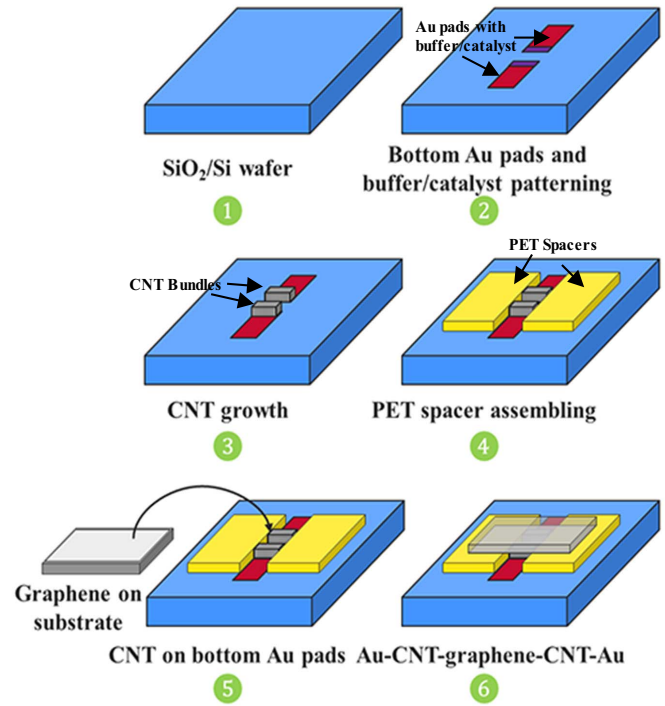 Au pads with
buffer/catalyst
SiO₂/Si wafer
1
Bottom Au pads and
buffer/catalyst patterning
2
CNT Bundles
CNT growth
3
PET Spacers
PET spacer assembling
4
Graphene on
substrate
CNT on bottom Au pads
5
Au-CNT-graphene-CNT-Au
6